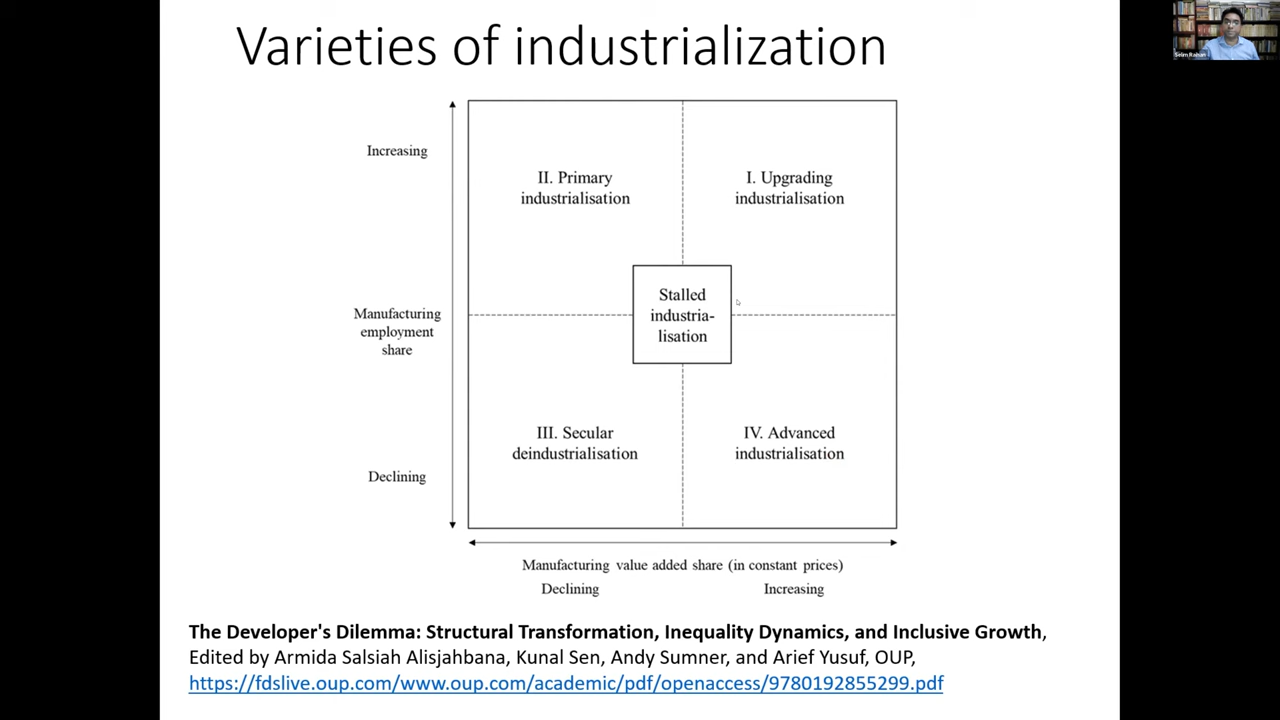 Varieties of industrialization
Selim Raihan
Increasing
II. Primary
industrialisation
I. Upgrading
industrialisation
Manufacturing
employment
share
Stalled
industria-
lisation
III. Secular
deindustrialisation
IV. Advanced
industrialisation
Declining
Manufacturing value added share (in constant prices)
Declining
Increasing
The Developer's Dilemma: Structural Transformation, Inequality Dynamics, and Inclusive Growth,
Edited by Armida Salsiah Alisjahbana, Kunal Sen, Andy Sumner, and Arief Yusuf, OUP,
https://fdslive.oup.com/www.oup.com/academic/pdf/openaccess/9780192855299.pdf